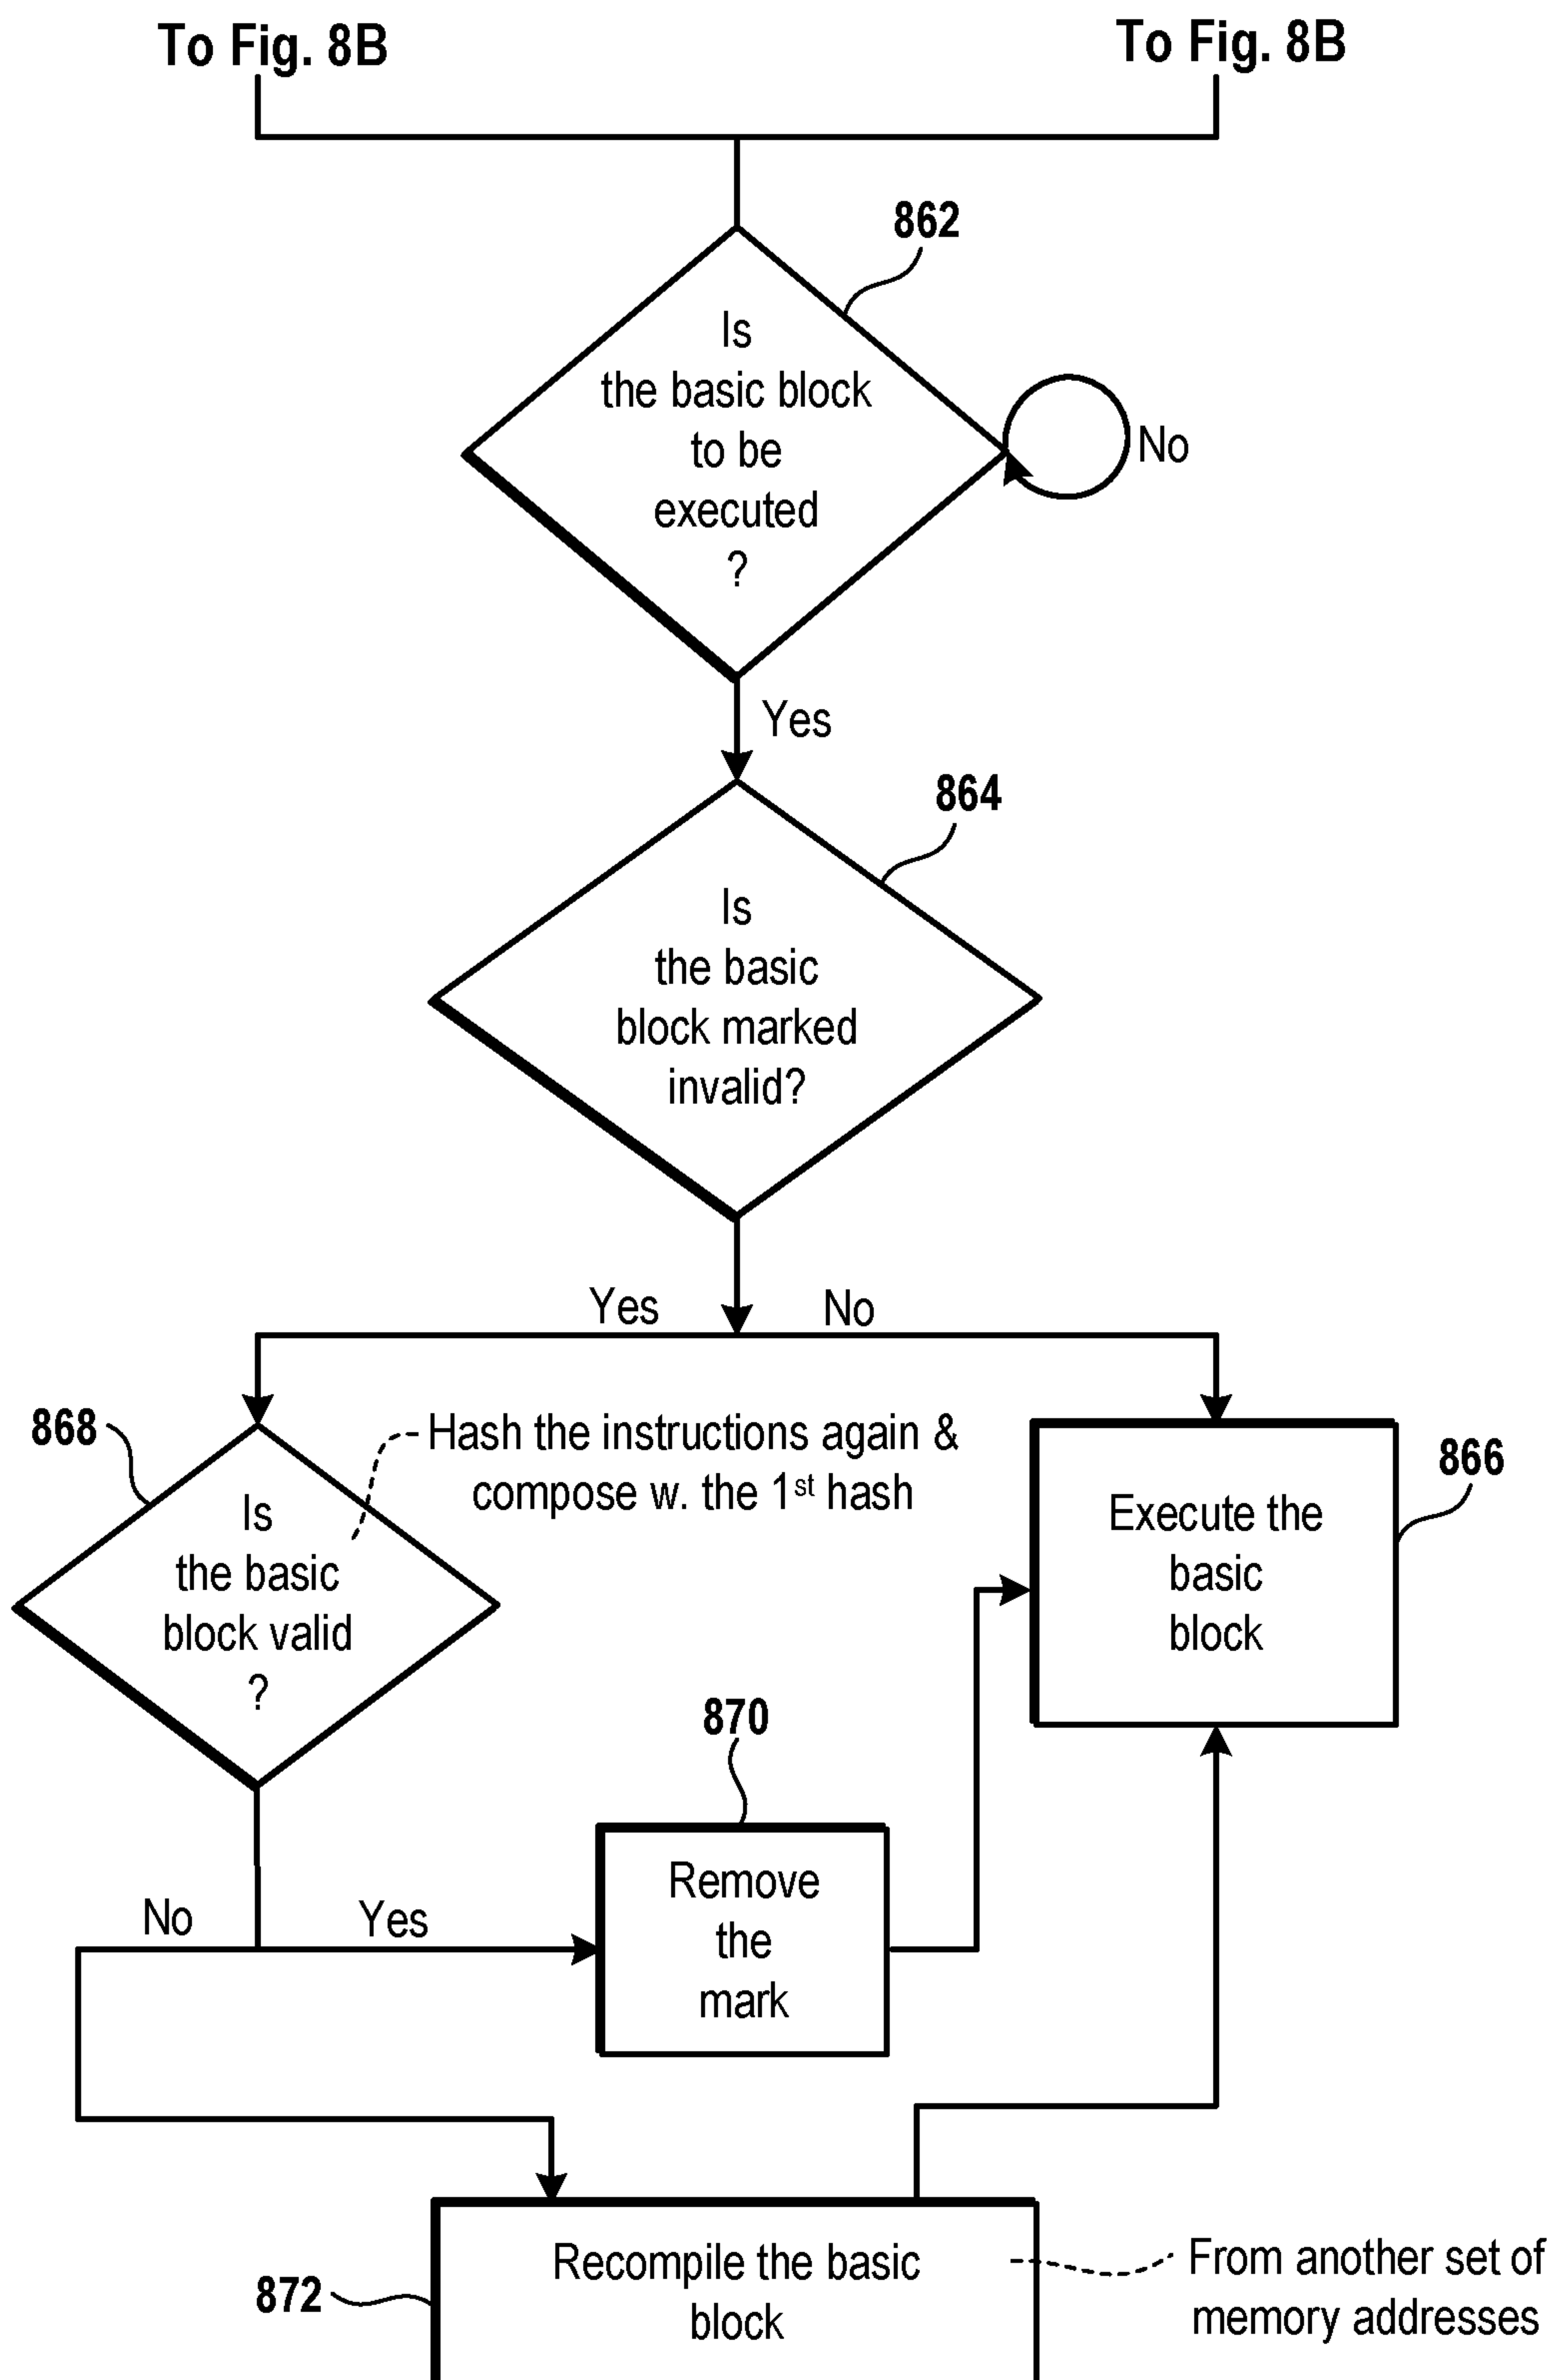 To Fig. 8B
To Fig. 8B
862
Is
the basic block
to be
executed
?
No
Yes
864
Is
the basic
block marked
invalid?
Yes
No
868
Hash the instructions again &
compose w. the 1st hash
Is
the basic
block valid
?
866
Execute the
basic
block
870
Remove
the
mark
No
Yes
872
Recompile the basic
block
From another set of
memory addresses